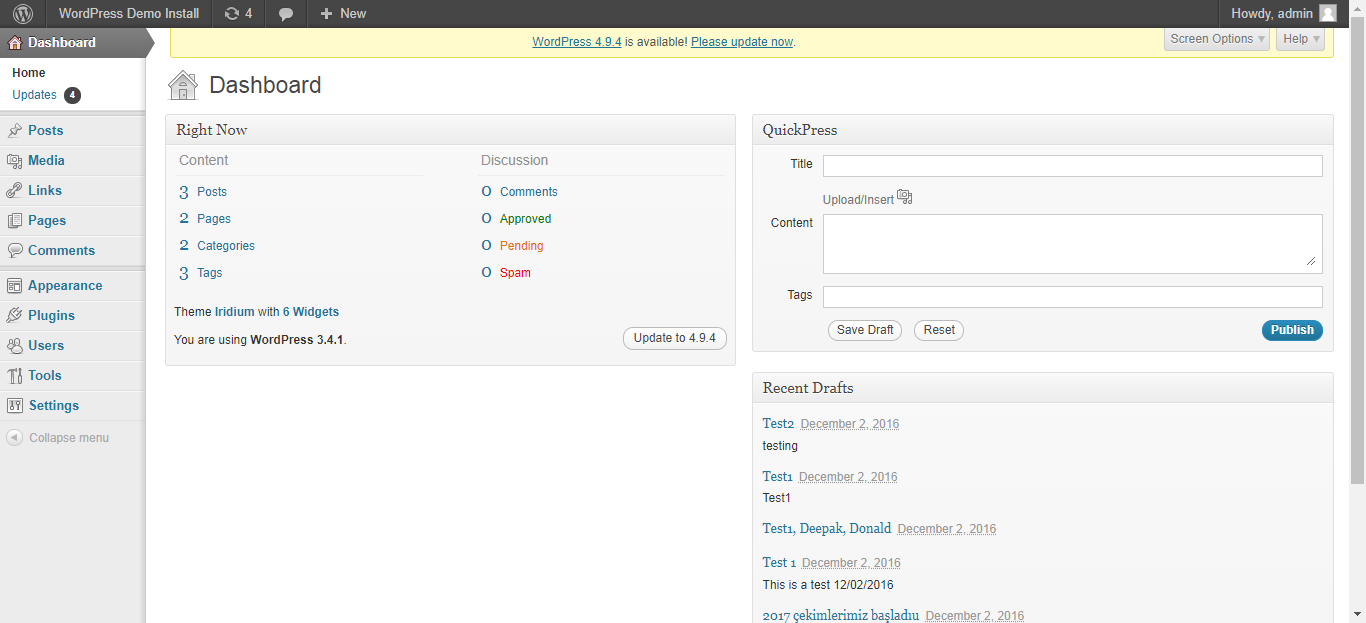 WordPress Demo Install 4 New Howdy, admin
WordPress 4.9.4 is available! Please update now.
Screen Options Help
Dashboard
Home
Updates 4
Posts
Media
Links
Pages
Comments
Appearance
Plugins
Users
Tools
Settings
Collapse menu
Dashboard
Right Now
Content
3 Posts
2 Pages
2 Categories
3 Tags
Discussion
0 Comments
0 Approved
0 Pending
0 Spam
Theme Iridium with 6 Widgets
You are using WordPress 3.4.1.
Update to 4.9.4
QuickPress
Title
Upload/Insert
Content
Tags
Save Draft Reset Publish
Recent Drafts
Test2 December 2, 2016
testing
Test1 December 2, 2016
Test1
Test1, Deepak, Donald December 2, 2016
Test 1 December 2, 2016
This is a test 12/02/2016
2017 çekimlerimiz başladıı December 2, 2016